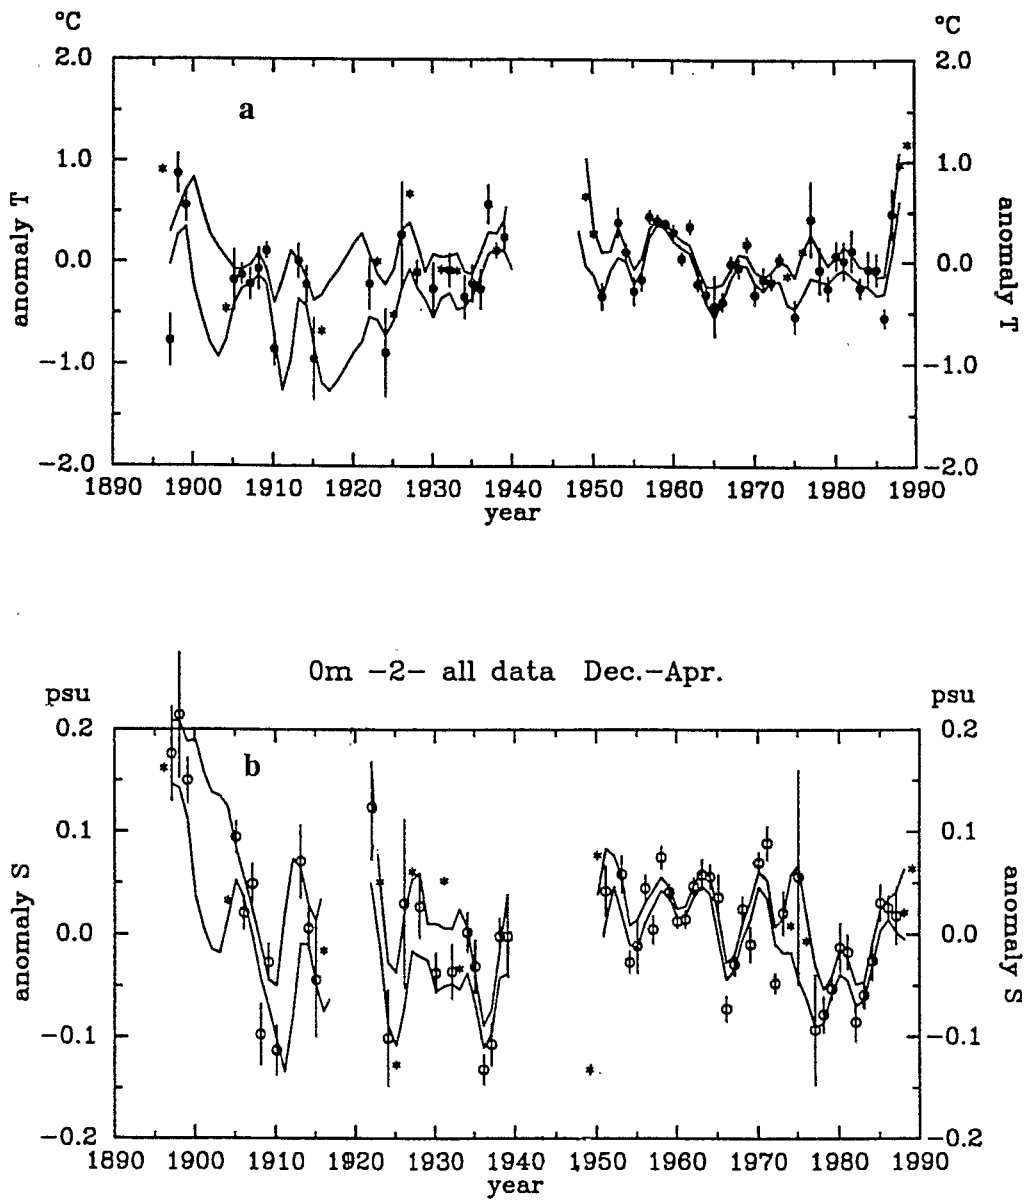 °C °C
2.0 2.0
a
1.0 1.0
anomaly T anomaly T
0.0 0.0
−1.0 −1.0
−2.0 −2.0
1890 1900 1910 1920 1930 1940 1950 1960 1970 1980 1990
year
0m −2− all data Dec.−Apr.
psu psu
0.2 0.2
b
0.1 0.1
anomaly S anomaly S
0.0 0.0
−0.1 −0.1
−0.2 −0.2
1890 1900 1910 1920 1930 1940 1950 1960 1970 1980 1990
year